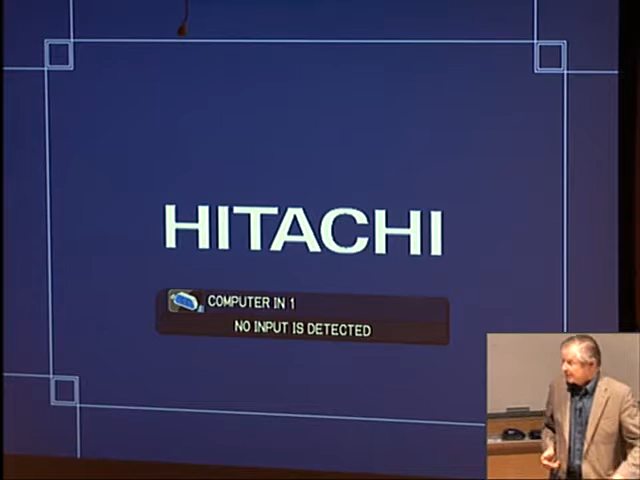 HITACHI
COMPUTER IN 1
NO INPUT IS DETECTED